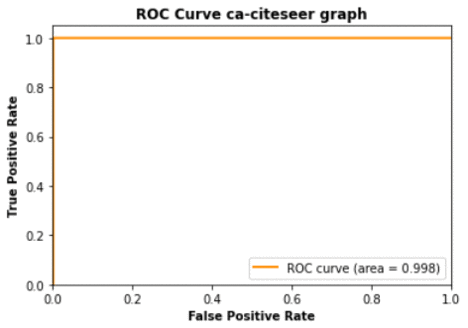 ROC Curve ca-citeseer graph
True Positive Rate
1.0
0.8
0.6
0.4
0.2
0.0
ROC curve (area = 0.998)
0.0 0.2 0.4 0.6 0.8 1.0
False Positive Rate